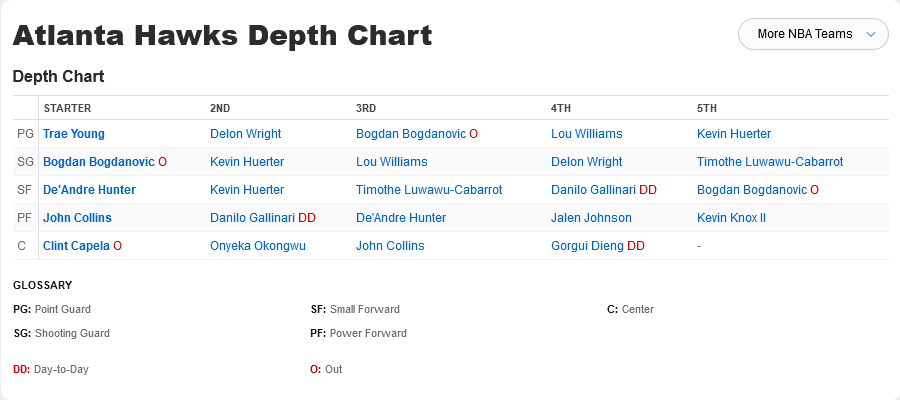 Atlanta Hawks Depth Chart
More NBA Teams
Depth Chart
STARTER 2ND 3RD 4TH 5TH
PG Trae Young Delon Wright Bogdan Bogdanovic O Lou Williams Kevin Huerter
SG Bogdan Bogdanovic O Kevin Huerter Lou Williams Delon Wright Timothe Luwawu-Cabarrot
SF De'Andre Hunter Kevin Huerter Timothe Luwawu-Cabarrot Danilo Gallinari DD Bogdan Bogdanovic O
PF John Collins Danilo Gallinari DD De'Andre Hunter Jalen Johnson Kevin Knox II
C Clint Capela O Onyeka Okongwu John Collins Gorgui Dieng DD -
GLOSSARY
PG: Point Guard SF: Small Forward C: Center
SG: Shooting Guard PF: Power Forward
DD: Day-to-Day O: Out